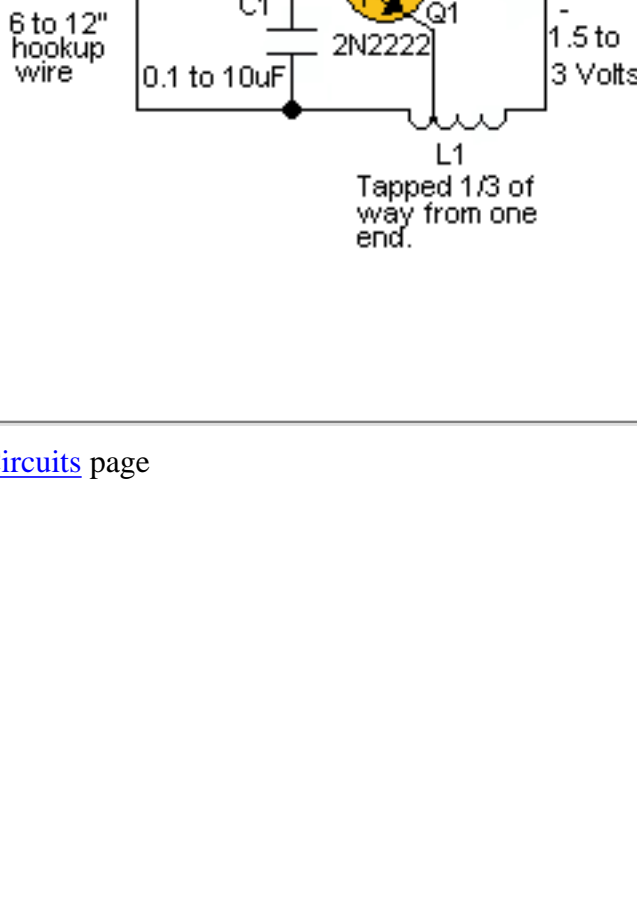 C1
Q1
6 to 12"
hookup
wire
2N2222
-
1.5 to
3 Volts
0.1 to 10uF
L1
Tapped 1/3 of
way from one
end.
ircuits page